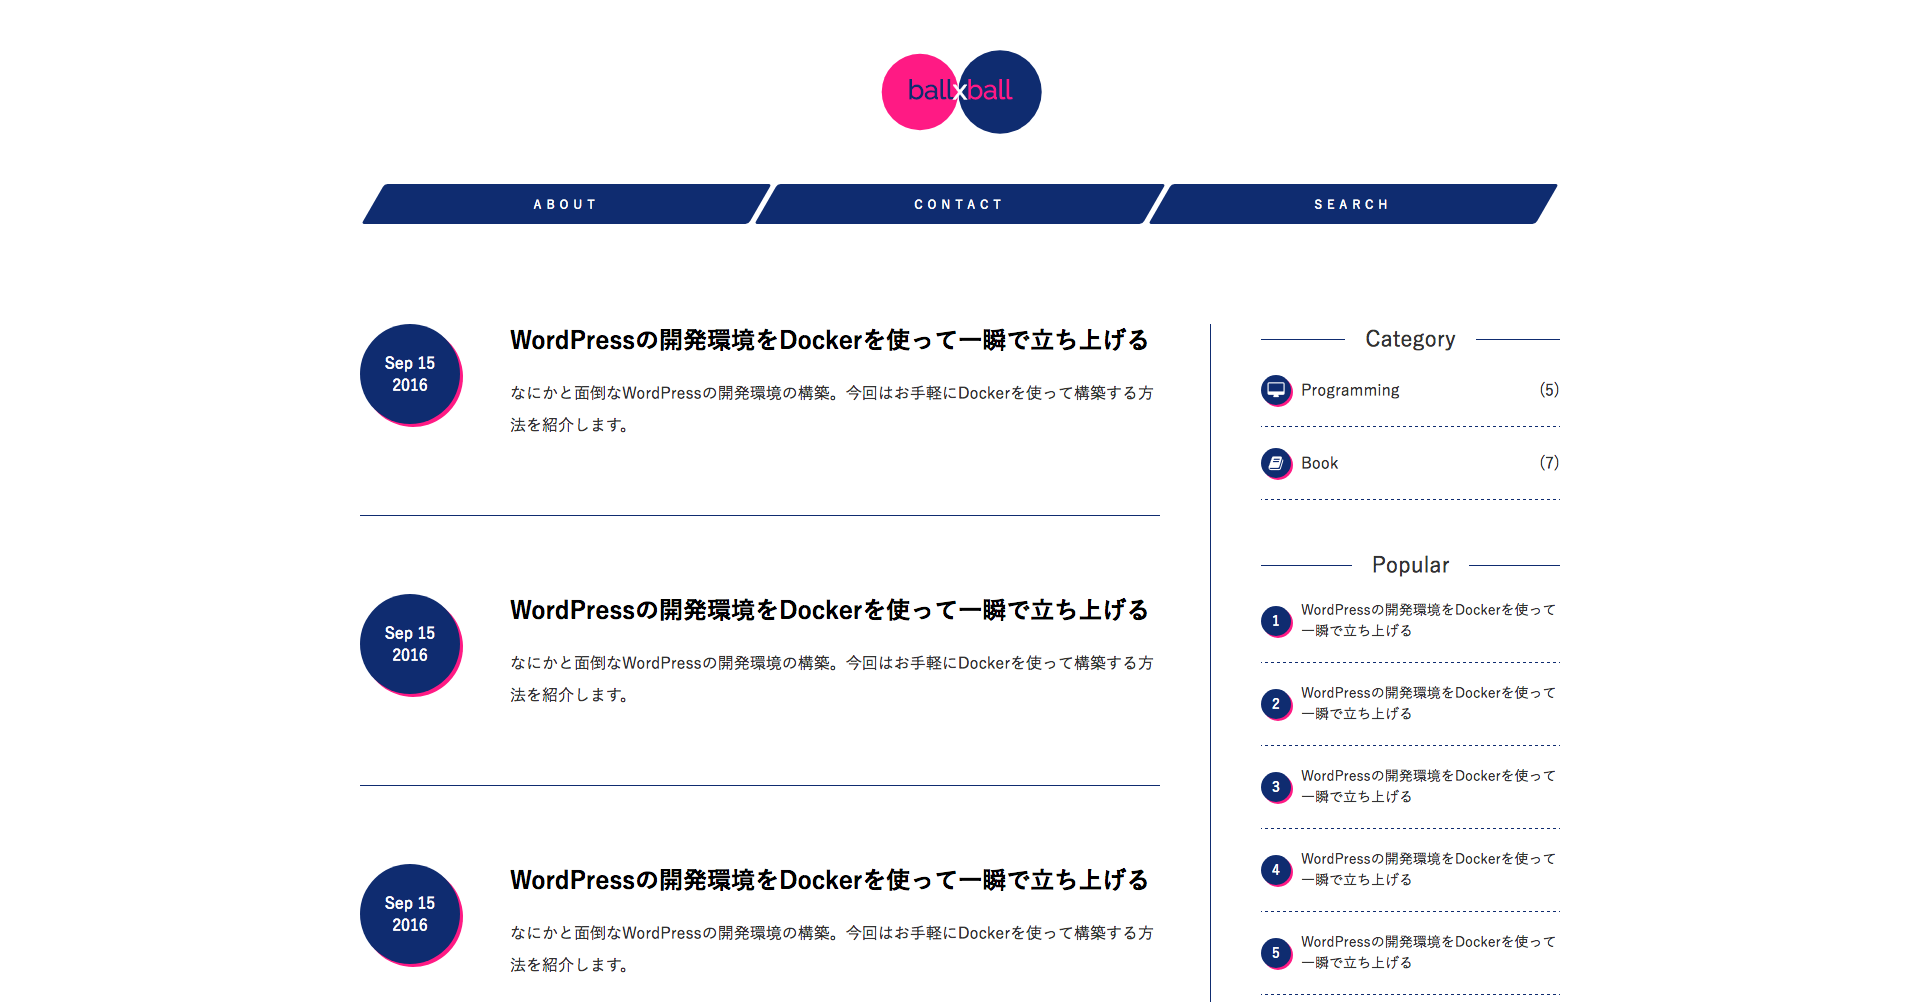 ballxball
ABOUT
CONTACT
SEARCH
Sep 15
2016
WordPressの開発環境をDockerを使って一瞬で立ち上げる
なにかと面倒なWordPressの開発環境の構築。今回はお手軽にDockerを使って構築する方
法を紹介します。
Sep 15
2016
WordPressの開発環境をDockerを使って一瞬で立ち上げる
なにかと面倒なWordPressの開発環境の構築。今回はお手軽にDockerを使って構築する方
法を紹介します。
Sep 15
2016
WordPressの開発環境をDockerを使って一瞬で立ち上げる
なにかと面倒なWordPressの開発環境の構築。今回はお手軽にDockerを使って構築する方
法を紹介します。
Category
Programming (5)
Book (7)
Popular
1 WordPressの開発環境をDockerを使って
一瞬で立ち上げる
2 WordPressの開発環境をDockerを使って
一瞬で立ち上げる
3 WordPressの開発環境をDockerを使って
一瞬で立ち上げる
4 WordPressの開発環境をDockerを使って
一瞬で立ち上げる
5 WordPressの開発環境をDockerを使って
一瞬で立ち上げる